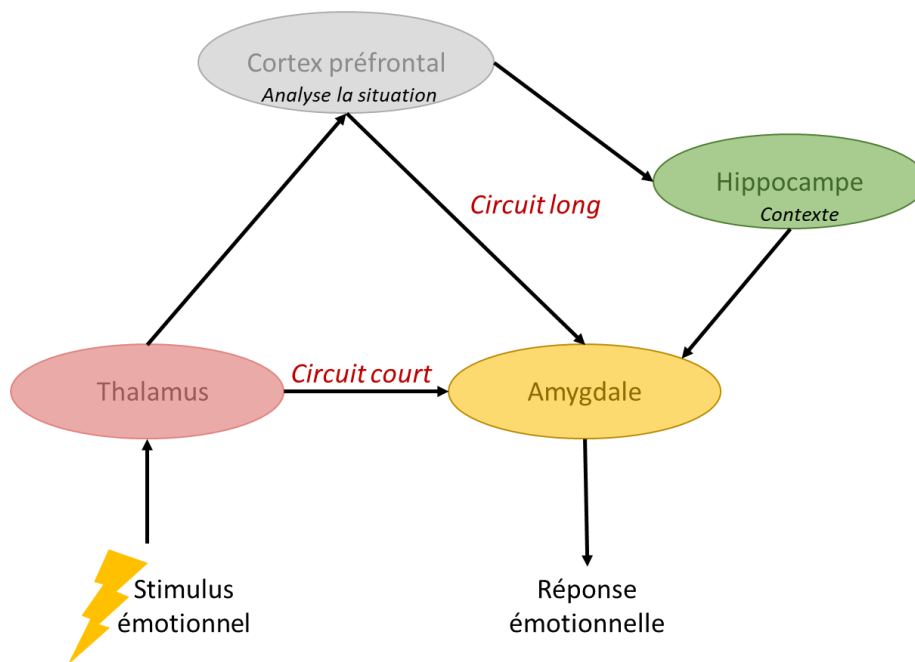 Cortex préfrontal
Analyse la situation
Hippocampe
Contexte
Circuit long
Circuit court
Thalamus
Amygdale
Stimulus
émotionnel
Réponse
émotionnelle